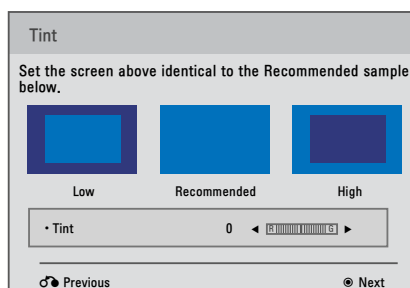 Tint
Set the screen above identical to the Recommended sample
below.
Low Recommended High
• Tint 0 ◄ R G ►
Previous ◉ Next